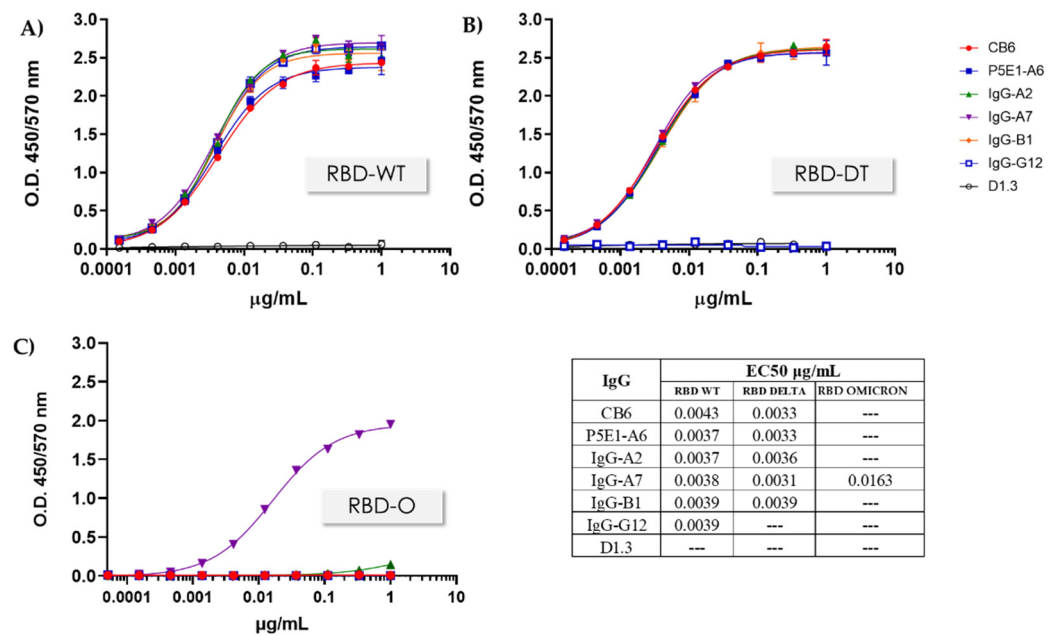 A)
3.0
2.5
2.0
1.5
1.0
0.5
0.0
O.D. 450/570 nm
RBD-WT
0.0001 0.001 0.01 0.1 1 10
µg/mL
B)
3.0
2.5
2.0
1.5
1.0
0.5
0.0
O.D. 450/570 nm
RBD-DT
0.0001 0.001 0.01 0.1 1 10
µg/mL
CB6
P5E1-A6
IgG-A2
IgG-A7
IgG-B1
IgG-G12
D1.3
C)
3.0
2.5
2.0
1.5
1.0
0.5
0.0
O.D. 450/570 nm
RBD-O
0.0001 0.001 0.01 0.1 1 10
µg/mL
IgG EC50 µg/mL
RBD WT RBD DELTA RBD OMICRON
CB6 0.0043 0.0033 ---
P5E1-A6 0.0037 0.0033 ---
IgG-A2 0.0037 0.0036 ---
IgG-A7 0.0038 0.0031 0.0163
IgG-B1 0.0039 0.0039 ---
IgG-G12 0.0039 --- ---
D1.3 --- --- ---